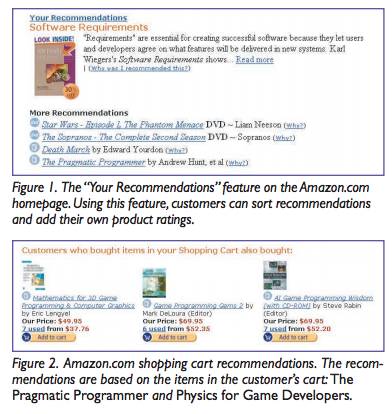 Your Recommendations
Software Requirements
LOOK INSIDE!
"Requirements" are essential for creating successful software because they let users
and developers agree on what features will be delivered in new systems. Karl
Wiegers's Software Requirements shows... Read more
| (Why was I recommended this?)
30%
off
More Recommendations
Star Wars - Episode I, The Phantom Menace DVD ~ Liam Neeson (Why?)
The Sopranos - The Complete Second Season DVD ~ Sopranos (Why?)
Death March by Edward Yourdon (Why?)
The Pragmatic Programmer by Andrew Hunt, et al (Why?)
Figure 1. The "Your Recommendations" feature on the Amazon.com
homepage. Using this feature, customers can sort recommendations
and add their own product ratings.
Customers who bought items in your Shopping Cart also bought:
Mathematics for 3D Game
Programming & Computer Graphics
by Eric Lengyel
Our Price: $49.95
7 used from $37.76
Add to cart
Game Programming Gems 2 by
Mark DeLoura (Editor)
Our Price: $69.95
6 used from $52.35
Add to cart
AI Game Programming Wisdom
(with CD-ROM) by Steve Rabin
(Editor)
Our Price: $69.95
7 used from $52.20
Add to cart
Figure 2. Amazon.com shopping cart recommendations. The recom-
mendations are based on the items in the customer's cart: The
Pragmatic Programmer and Physics for Game Developers.